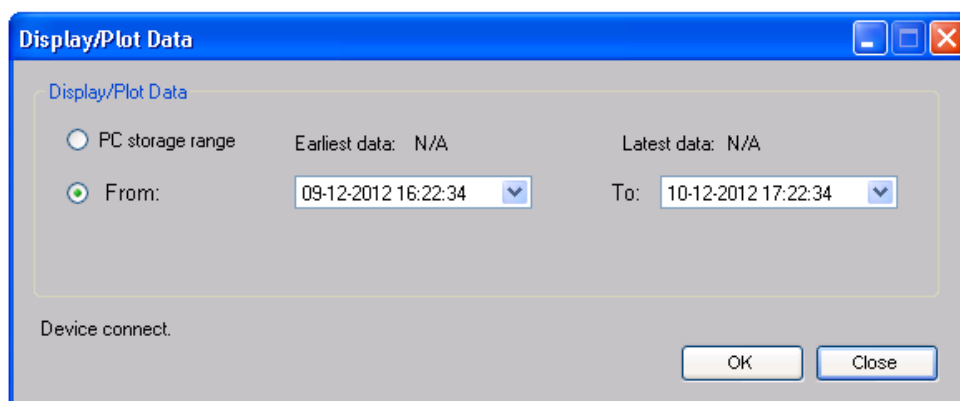 Display/Plot Data
Display/Plot Data
PC storage range Earliest data: N/A Latest data: N/A
From: 09-12-2012 16:22:34 To: 10-12-2012 17:22:34
Device connect.
OK Close